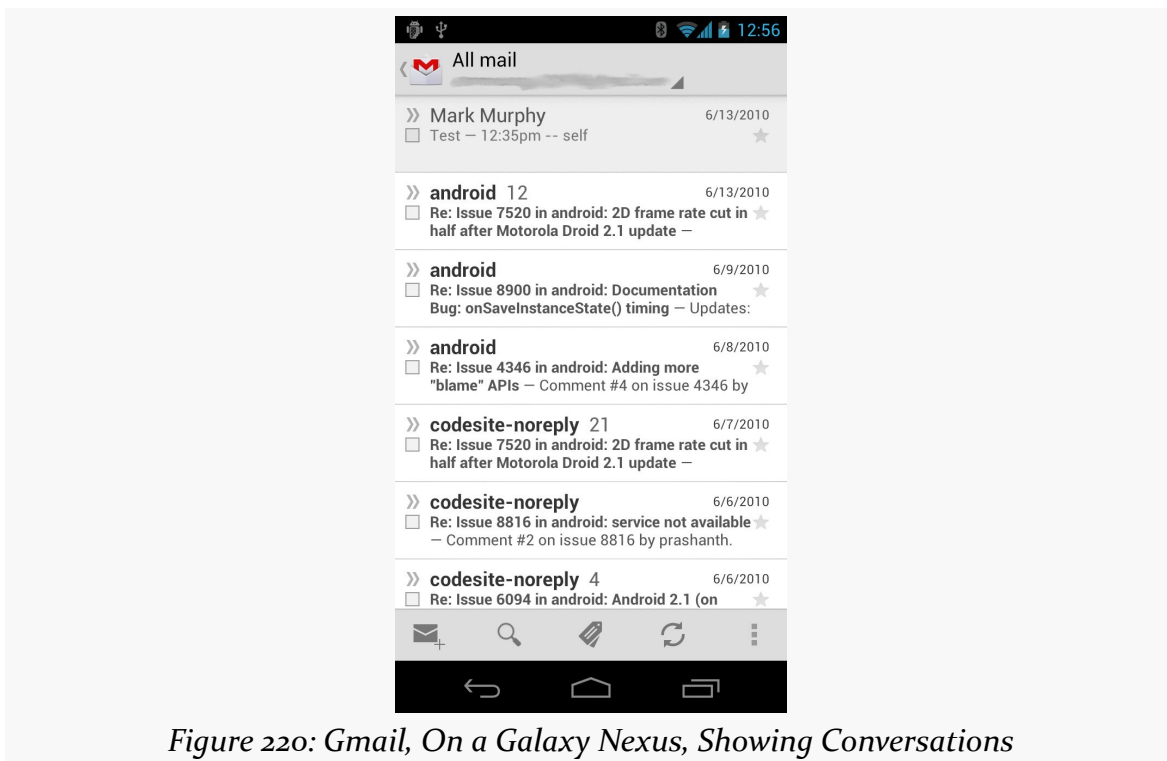 12:56
All mail
Mark Murphy 6/13/2010
Test — 12:35pm -- self
android 12 6/13/2010
Re: Issue 7520 in android: 2D frame rate cut in
half after Motorola Droid 2.1 update —
android 6/9/2010
Re: Issue 8900 in android: Documentation
Bug: onSaveInstanceState() timing — Updates:
android 6/8/2010
Re: Issue 4346 in android: Adding more
"blame" APIs — Comment #4 on issue 4346 by
codesite-noreply 21 6/7/2010
Re: Issue 7520 in android: 2D frame rate cut in
half after Motorola Droid 2.1 update —
codesite-noreply 6/6/2010
Re: Issue 8816 in android: service not available
— Comment #2 on issue 8816 by prashanth.
codesite-noreply 4 6/6/2010
Re: Issue 6094 in android: Android 2.1 (on
Figure 220: Gmail, On a Galaxy Nexus, Showing Conversations